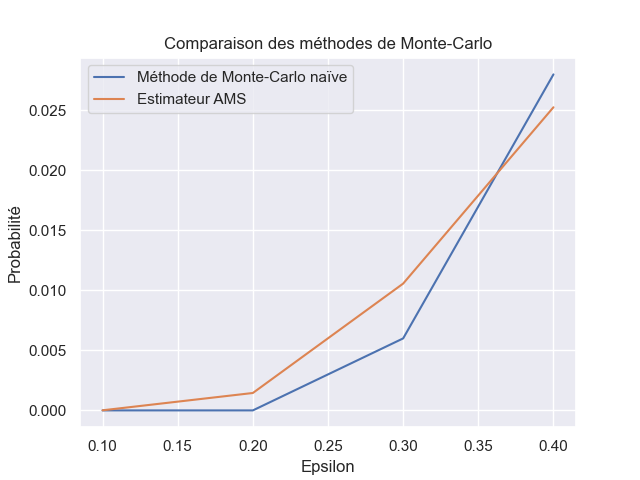 Comparaison des méthodes de Monte-Carlo
Méthode de Monte-Carlo naïve
Estimateur AMS
Probabilité
0.025
0.020
0.015
0.010
0.005
0.000
0.10 0.15 0.20 0.25 0.30 0.35 0.40
Epsilon